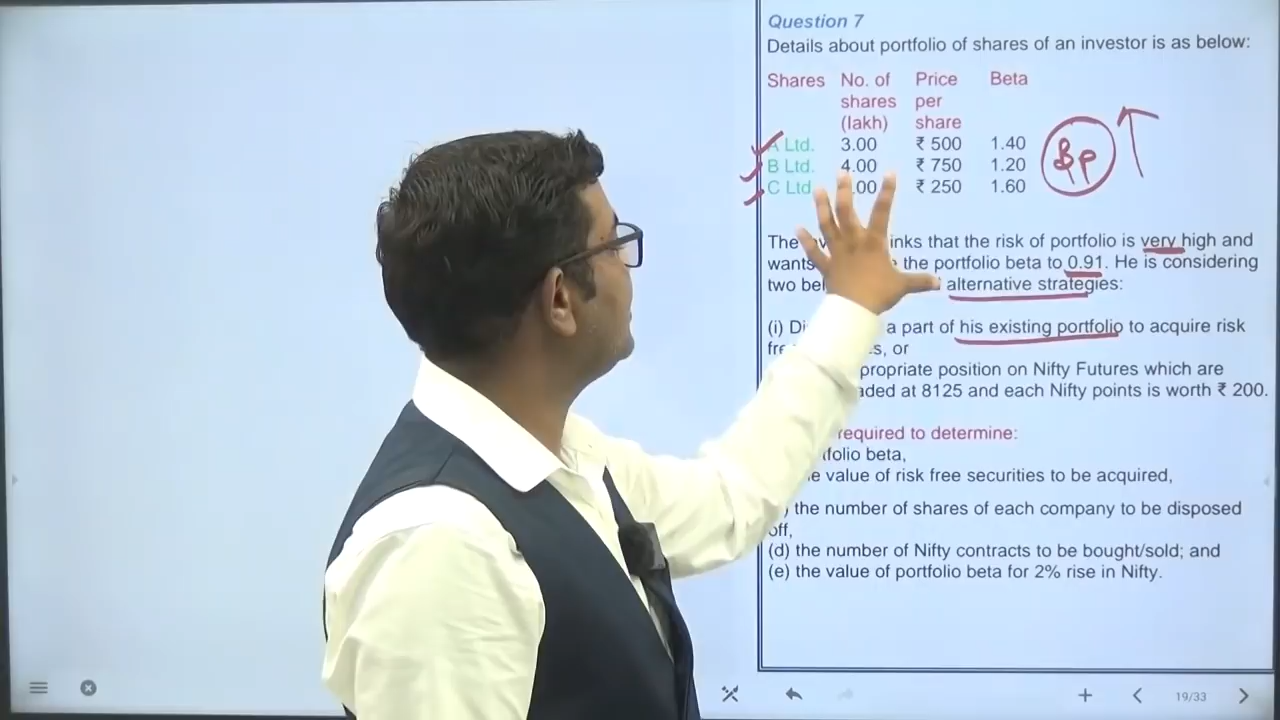 Question 7
Details about portfolio of shares of an investor is as below:
Shares No. of shares (lakh) Price per share Beta
A Ltd. 3.00 ₹ 500 1.40
B Ltd. 4.00 ₹ 750 1.20
C Ltd .00 ₹ 250 1.60
βp
The inks that the risk of portfolio is very high and
wants the portfolio beta to 0.91. He is considering
two alternative strategies:
(i) a part of his existing portfolio to acquire risk
or
propriate position on Nifty Futures which are
aded at 8125 and each Nifty points is worth ₹ 200.
required to determine:
folio beta,
value of risk free securities to be acquired,
) the number of shares of each company to be disposed
off,
(d) the number of Nifty contracts to be bought/sold; and
(e) the value of portfolio beta for 2% rise in Nifty.
19/33